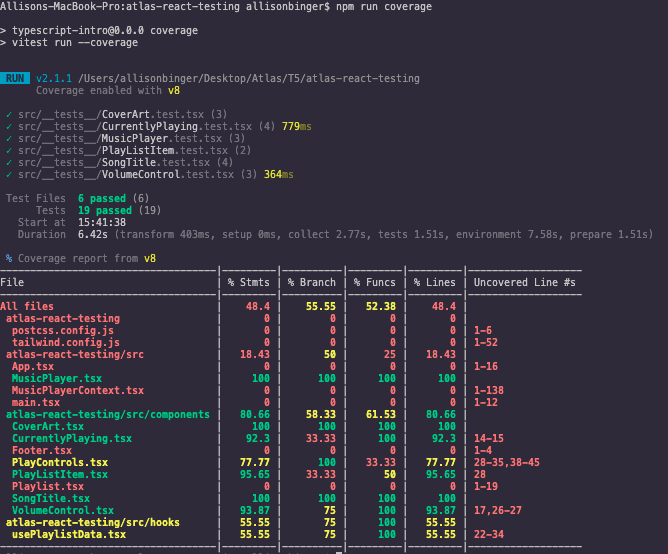 Allisons-MacBook-Pro:atlas-react-testing allisonbinger$ npm run coverage
> typescript-intro@0.0.0 coverage
> vitest run --coverage
RUN v2.1.1 /Users/allisonbinger/Desktop/Atlas/T5/atlas-react-testing
Coverage enabled with v8
✓ src/__tests__/CoverArt.test.tsx (3)
✓ src/__tests__/CurrentlyPlaying.test.tsx (4) 779ms
✓ src/__tests__/MusicPlayer.test.tsx (3)
✓ src/__tests__/PlayListItem.test.tsx (2)
✓ src/__tests__/SongTitle.test.tsx (4)
✓ src/__tests__/VolumeControl.test.tsx (3) 364ms
Test Files 6 passed (6)
Tests 19 passed (19)
Start at 15:41:38
Duration 6.42s (transform 403ms, setup 0ms, collect 2.77s, tests 1.51s, environment 7.58s, prepare 1.51s)
% Coverage report from v8
File | % Stmts | % Branch | % Funcs | % Lines | Uncovered Line #s
All files | 48.4 | 55.55 | 52.38 | 48.4 |
atlas-react-testing | 0 | 0 | 0 | 0 |
postcss.config.js | 0 | 0 | 0 | 0 | 1-6
tailwind.config.js | 0 | 0 | 0 | 0 | 1-52
atlas-react-testing/src | 18.43 | 50 | 25 | 18.43 |
App.tsx | 0 | 0 | 0 | 0 | 1-16
MusicPlayer.tsx | 100 | 100 | 100 | 100 |
MusicPlayerContext.tsx | 0 | 0 | 0 | 0 | 1-138
main.tsx | 0 | 0 | 0 | 0 | 1-12
atlas-react-testing/src/components | 80.66 | 58.33 | 61.53 | 80.66 |
CoverArt.tsx | 100 | 100 | 100 | 100 |
CurrentlyPlaying.tsx | 92.3 | 33.33 | 100 | 92.3 | 14-15
Footer.tsx | 0 | 0 | 0 | 0 | 1-4
PlayControls.tsx | 77.77 | 100 | 33.33 | 77.77 | 28-35,38-45
PlayListItem.tsx | 95.65 | 33.33 | 50 | 95.65 | 28
Playlist.tsx | 0 | 0 | 0 | 0 | 1-19
SongTitle.tsx | 100 | 100 | 100 | 100 |
VolumeControl.tsx | 93.87 | 75 | 100 | 93.87 | 17,26-27
atlas-react-testing/src/hooks | 55.55 | 75 | 100 | 55.55 |
usePlaylistData.tsx | 55.55 | 75 | 100 | 55.55 | 22-34